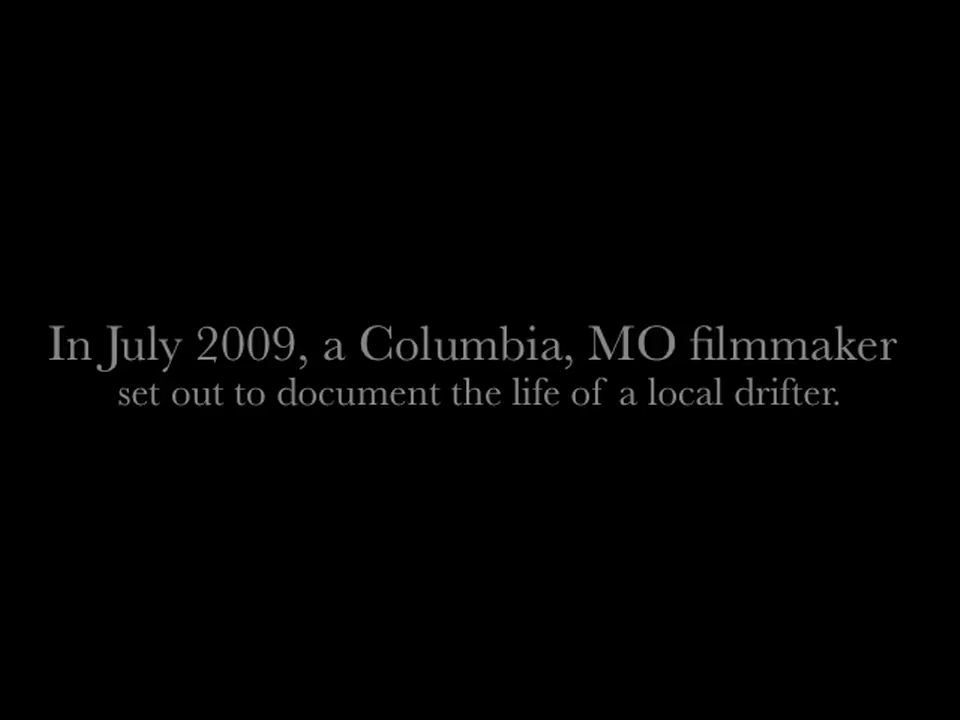 In July 2009, a Columbia, MO filmmaker
set out to document the life of a local drifter.